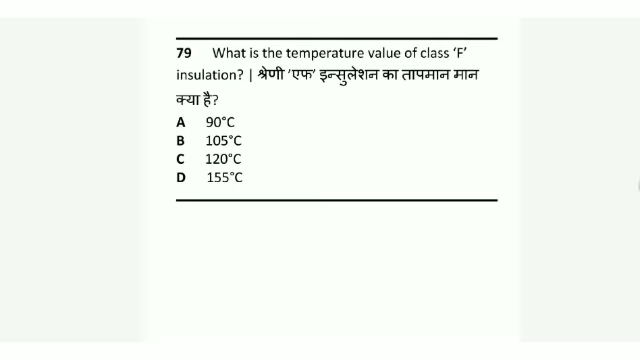 79 What is the temperature value of class ‘F’
insulation? | श्रेणी ‘एफ’ इन्सुलेशन का तापमान मान
क्या है?
A 90°C
B 105°C
C 120°C
D 155°C